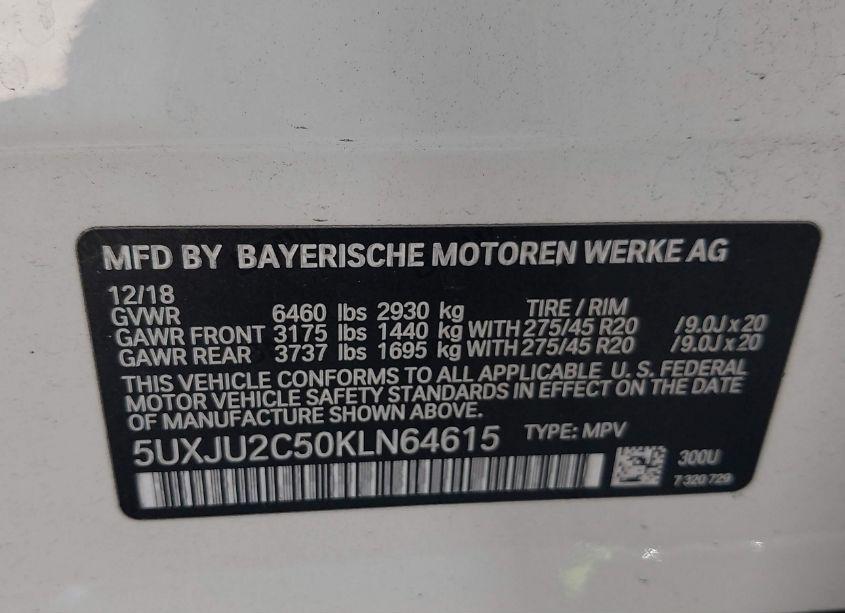 MFD BY BAYERISCHE MOTOREN WERKE AG
12/18
GVWR 6460 lbs 2930 kg TIRE / RIM
GAWR FRONT 3175 lbs 1440 kg WITH 275/45 R20 /9.0J x 20
GAWR REAR 3737 lbs 1695 kg WITH 275/45 R20 /9.0J x 20
THIS VEHICLE CONFORMS TO ALL APPLICABLE U. S. FEDERAL
MOTOR VEHICLE SAFETY STANDARDS IN EFFECT ON THE DATE
OF MANUFACTURE SHOWN ABOVE.
5UXJU2C50KLN64615 TYPE: MPV
300U
7 320 729